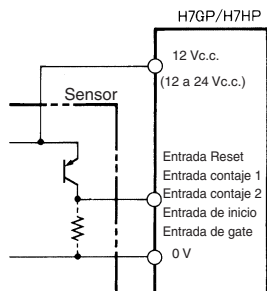 H7GP/H7HP
12 Vc.c.
(12 a 24 Vc.c.)
Sensor
Entrada Reset
Entrada contaje 1
Entrada contaje 2
Entrada de inicio
Entrada de gate
0 V